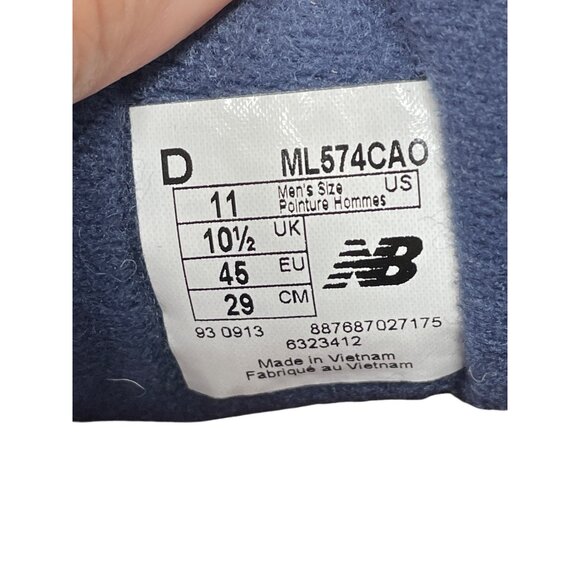 D ML574CAO
11 Men's Size US
Pointure Hommes
10½ UK
45 EU
29 CM
NB
93 0913 887687027175
6323412
Made in Vietnam
Fabriqué au Vietnam